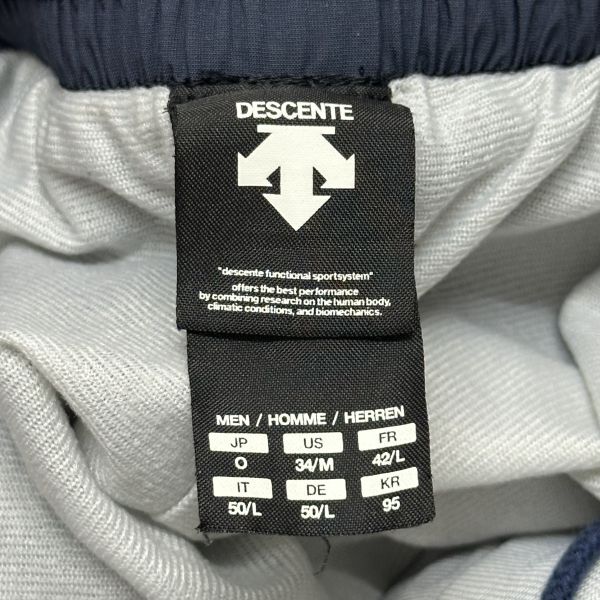 DESCENTE
"descente functional sportsystem"
offers the best performance
by combining research on the human body,
climatic conditions, and biomechanics.
MEN / HOMME / HERREN
JP US FR
O 34/M 42/L
IT DE KR
50/L 50/L 95